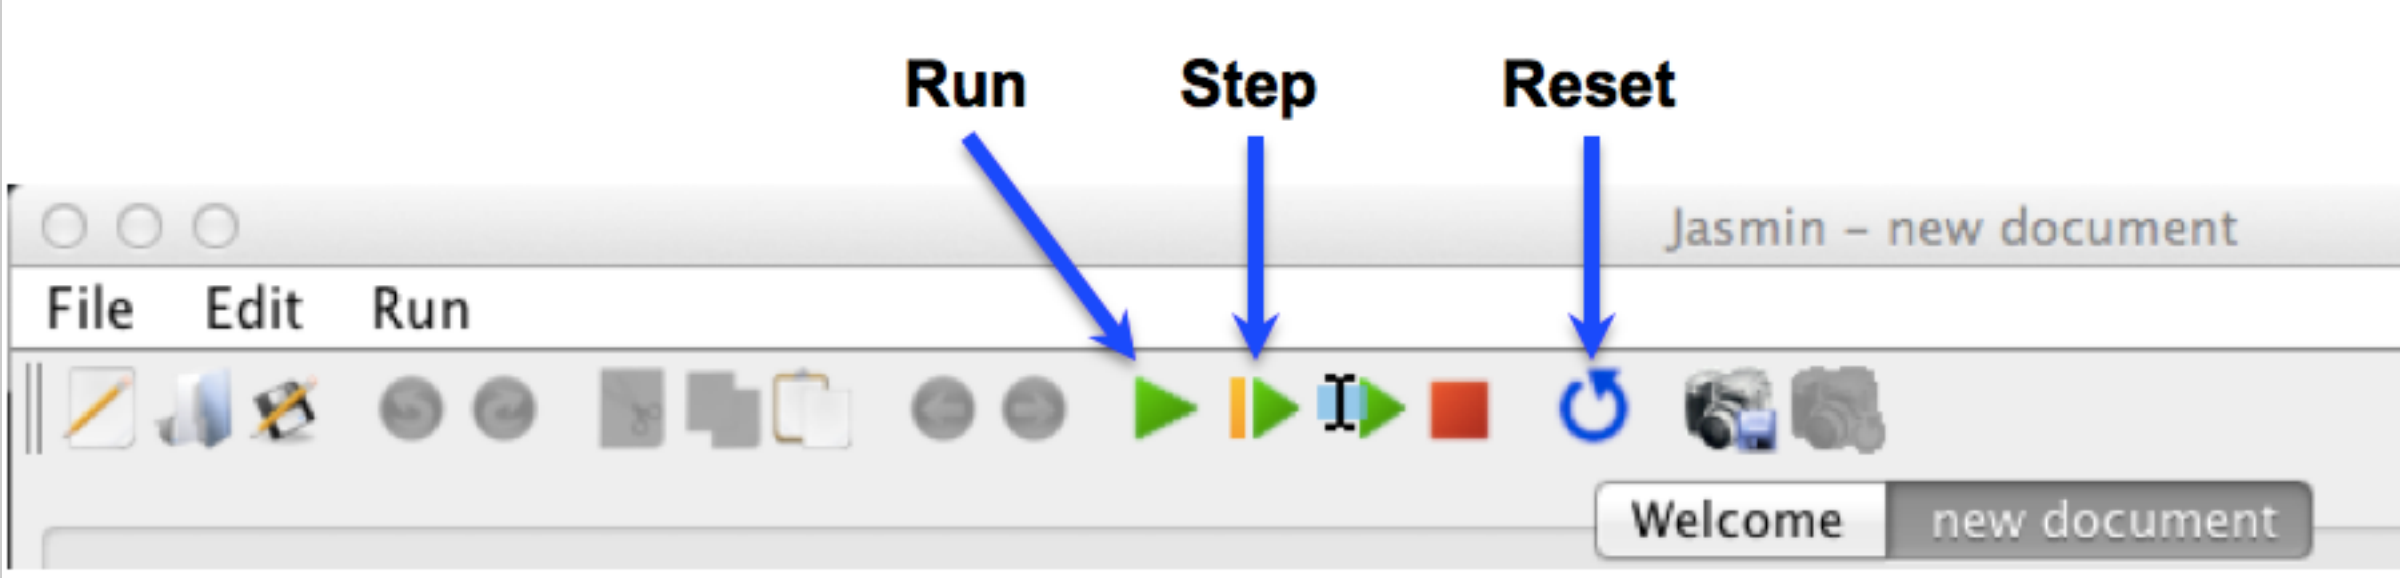 Run Step Reset
Jasmin – new document
File Edit Run
Welcome new document